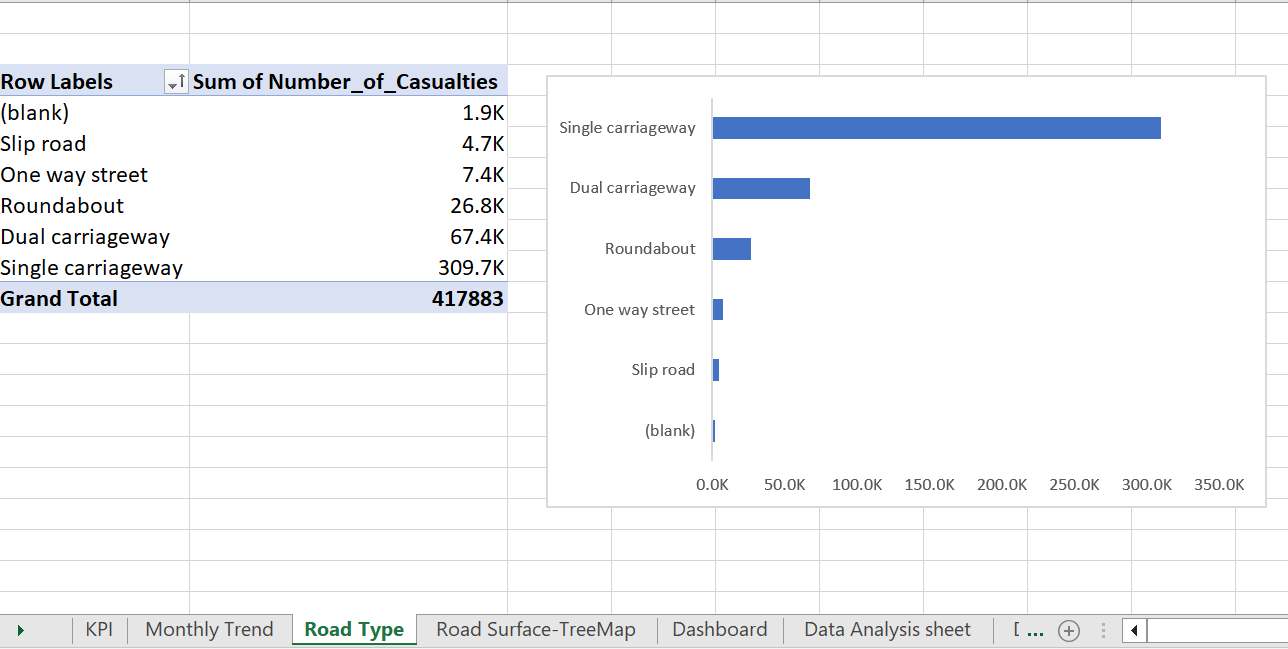 Row Labels Sum of Number_of_Casualties
(blank) 1.9K
Slip road 4.7K
One way street 7.4K
Roundabout 26.8K
Dual carriageway 67.4K
Single carriageway 309.7K
Grand Total 417883
Single carriageway
Dual carriageway
Roundabout
One way street
Slip road
(blank)
0.0K 50.0K 100.0K 150.0K 200.0K 250.0K 300.0K 350.0K
KPI Monthly Trend Road Type Road Surface-TreeMap Dashboard Data Analysis sheet ...